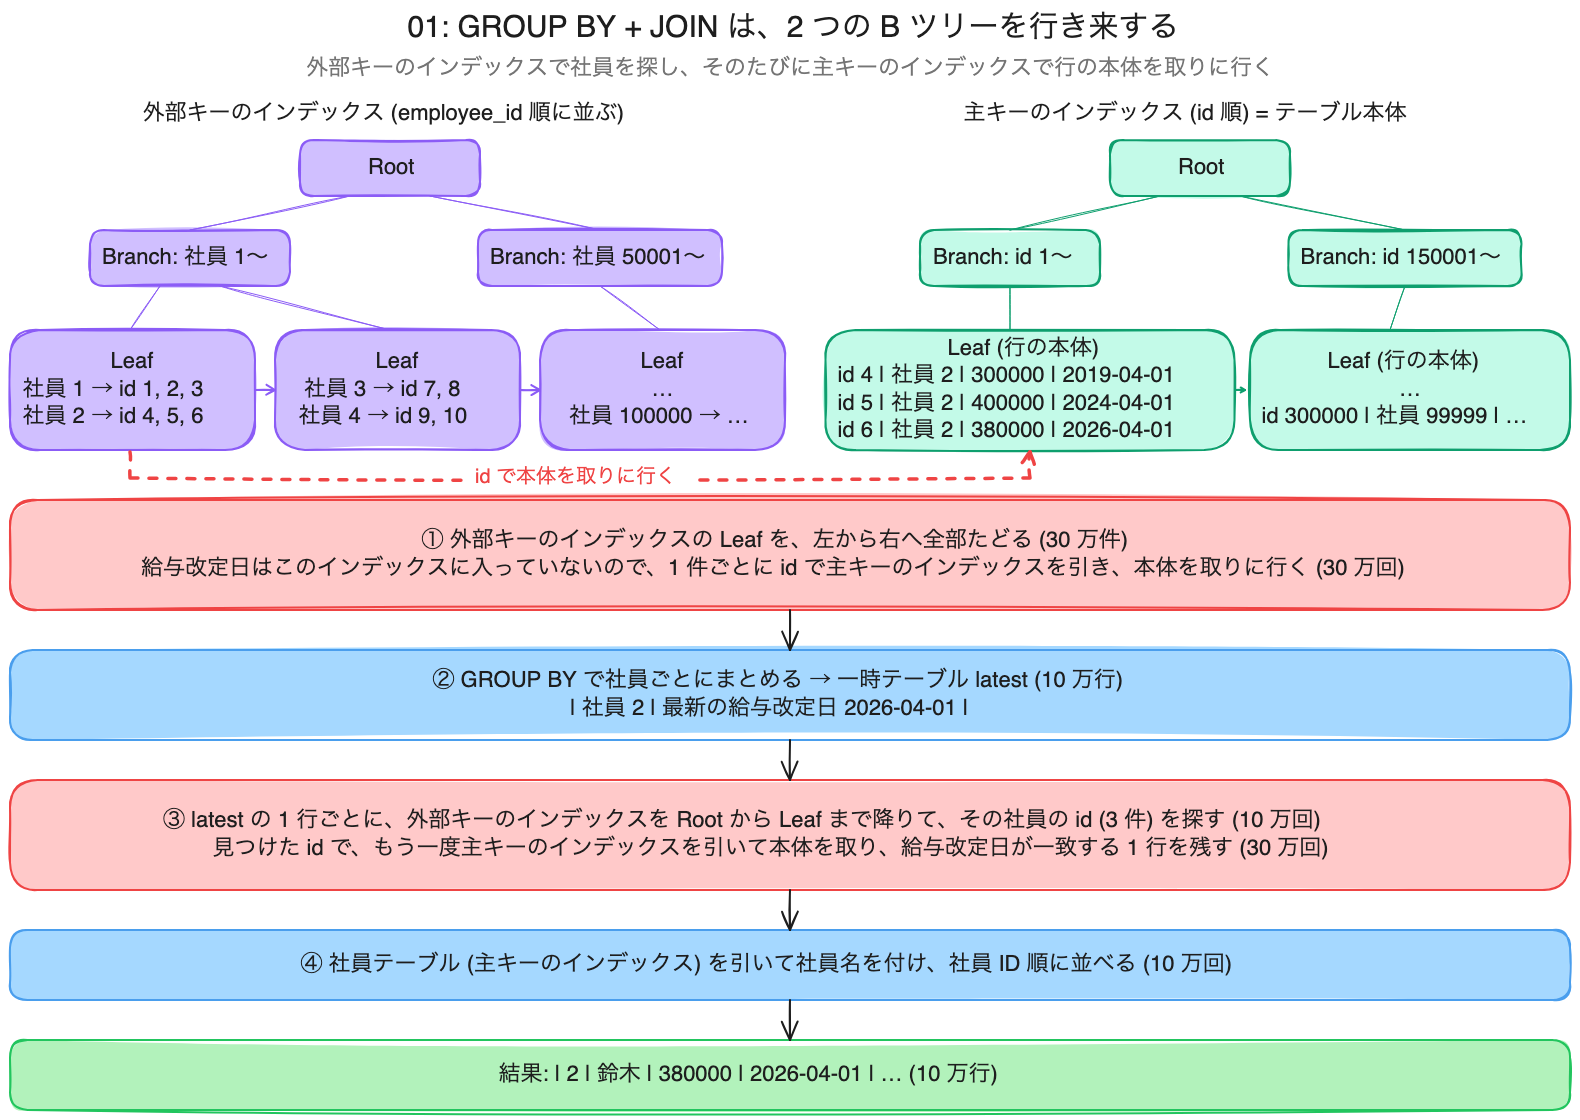 01: GROUP BY + JOIN は、2 つの B ツリーを行き来する
外部キーのインデックスで社員を探し、そのたびに主キーのインデックスで行の本体を取りに行く
外部キーのインデックス (employee_id 順に並ぶ)
Root
Branch: 社員 1〜
Branch: 社員 50001〜
Leaf
社員 1 → id 1, 2, 3
社員 2 → id 4, 5, 6
Leaf
社員 3 → id 7, 8
社員 4 → id 9, 10
Leaf
…
社員 100000 → …
主キーのインデックス (id 順) = テーブル本体
Root
Branch: id 1〜
Branch: id 150001〜
Leaf (行の本体)
id 4 | 社員 2 | 300000 | 2019-04-01
id 5 | 社員 2 | 400000 | 2024-04-01
id 6 | 社員 2 | 380000 | 2026-04-01
Leaf (行の本体)
…
id 300000 | 社員 99999 | …
id で本体を取りに行く
① 外部キーのインデックスの Leaf を、左から右へ全部たどる (30 万件)
給与改定日はこのインデックスに入っていないので、1 件ごとに id で主キーのインデックスを引き、本体を取りに行く (30 万回)
② GROUP BY で社員ごとにまとめる → 一時テーブル latest (10 万行)
| 社員 2 | 最新の給与改定日 2026-04-01 |
③ latest の 1 行ごとに、外部キーのインデックスを Root から Leaf まで降りて、その社員の id (3 件) を探す (10 万回)
見つけた id で、もう一度主キーのインデックスを引いて本体を取り、給与改定日が一致する 1 行を残す (30 万回)
④ 社員テーブル (主キーのインデックス) を引いて社員名を付け、社員 ID 順に並べる (10 万回)
結果: | 2 | 鈴木 | 380000 | 2026-04-01 | … (10 万行)